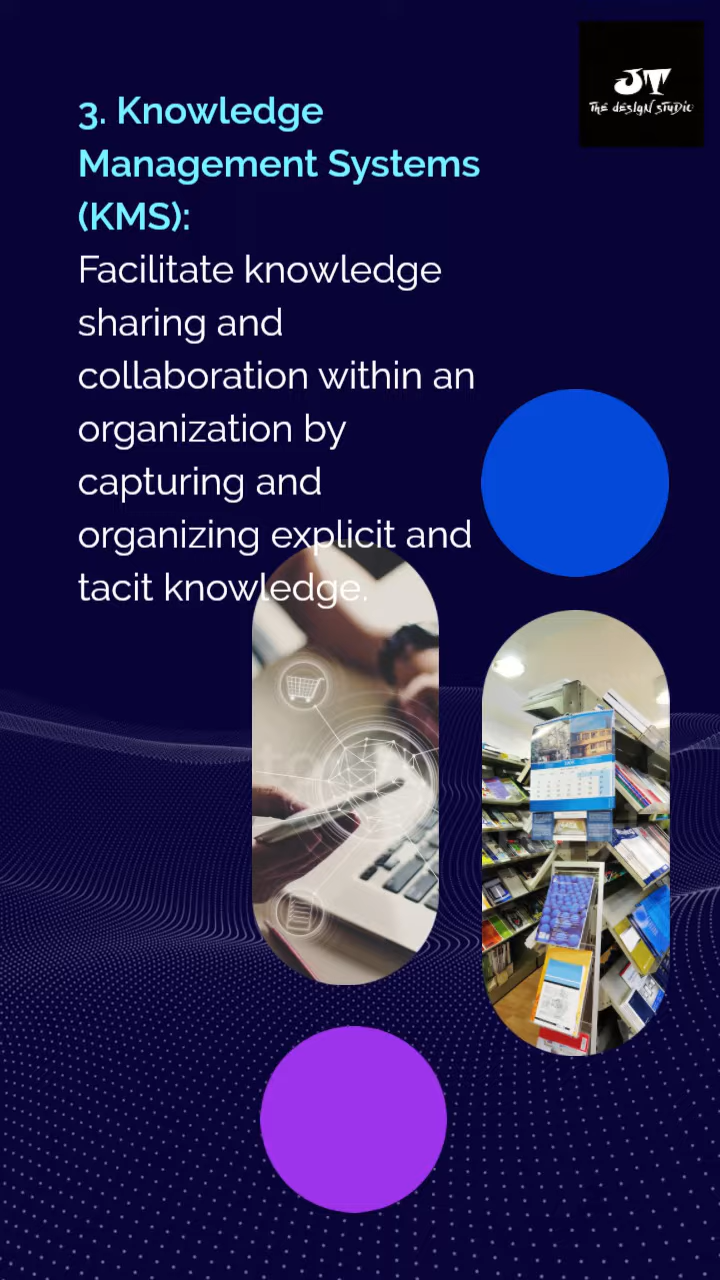 JT
THE DESIGN STUDIO
3. Knowledge
Management Systems
(KMS):
Facilitate knowledge
sharing and
collaboration within an
organization by
capturing and
organizing explicit and
tacit knowledge.